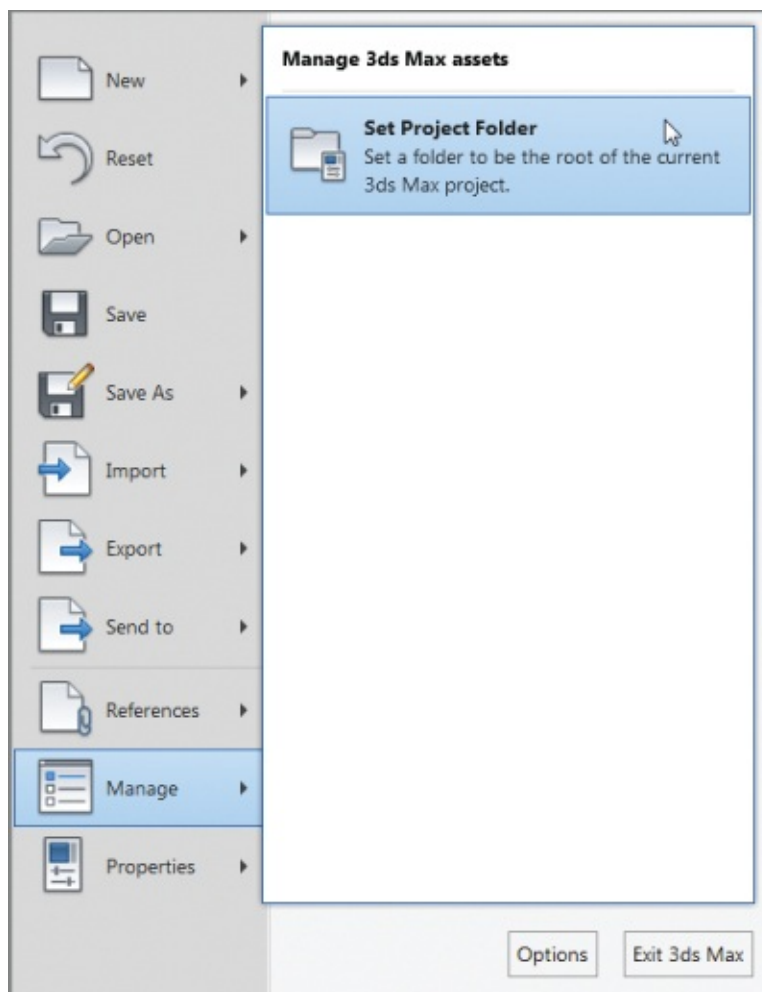 New
Reset
Open
Save
Save As
Import
Export
Send to
References
Manage
Properties
Manage 3ds Max assets
Set Project Folder
Set a folder to be the root of the current
3ds Max project.
Options
Exit 3ds Max